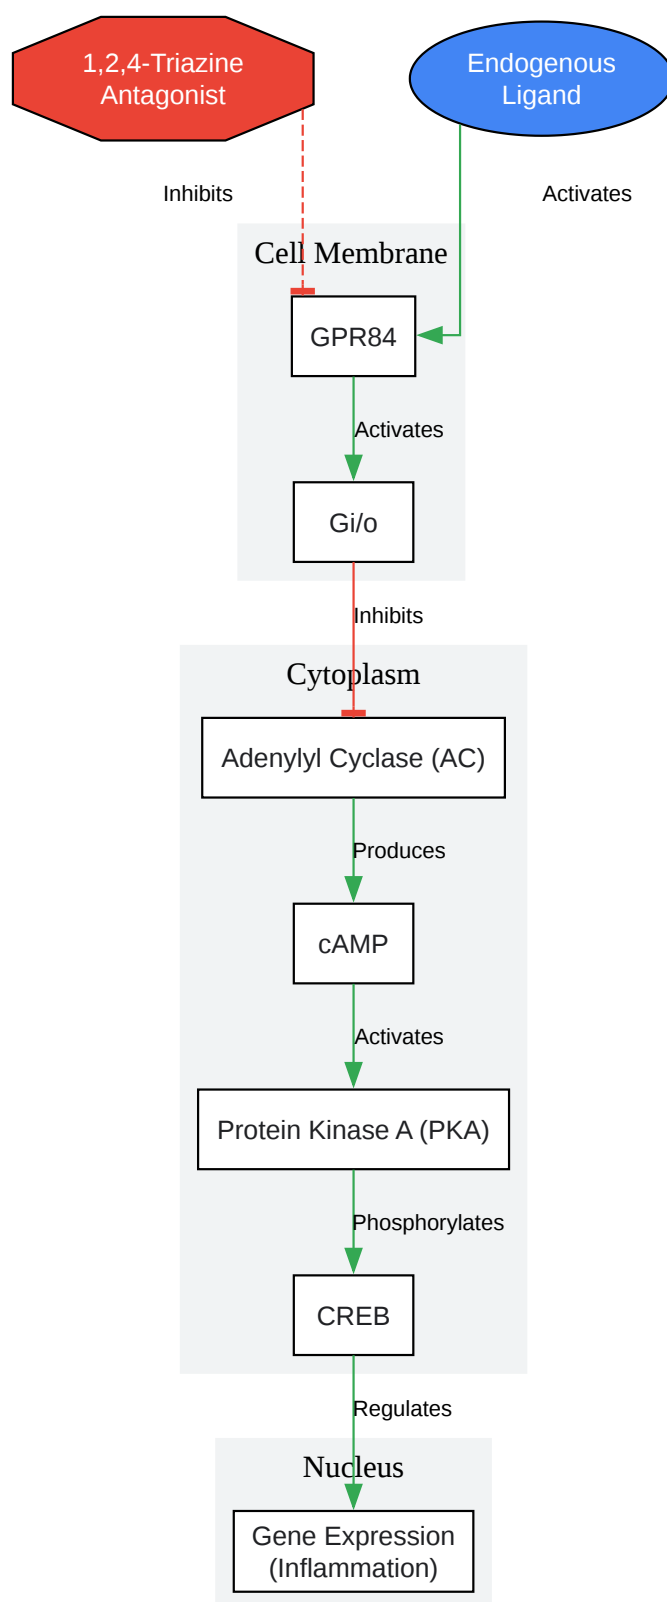 1,2,4-Triazine
Antagonist
Endogenous
Ligand
Inhibits
Activates
Cell Membrane
GPR84
Activates
Gi/o
Inhibits
Cytoplasm
Adenylyl Cyclase (AC)
Produces
cAMP
Activates
Protein Kinase A (PKA)
Phosphorylates
CREB
Regulates
Nucleus
Gene Expression
(Inflammation)